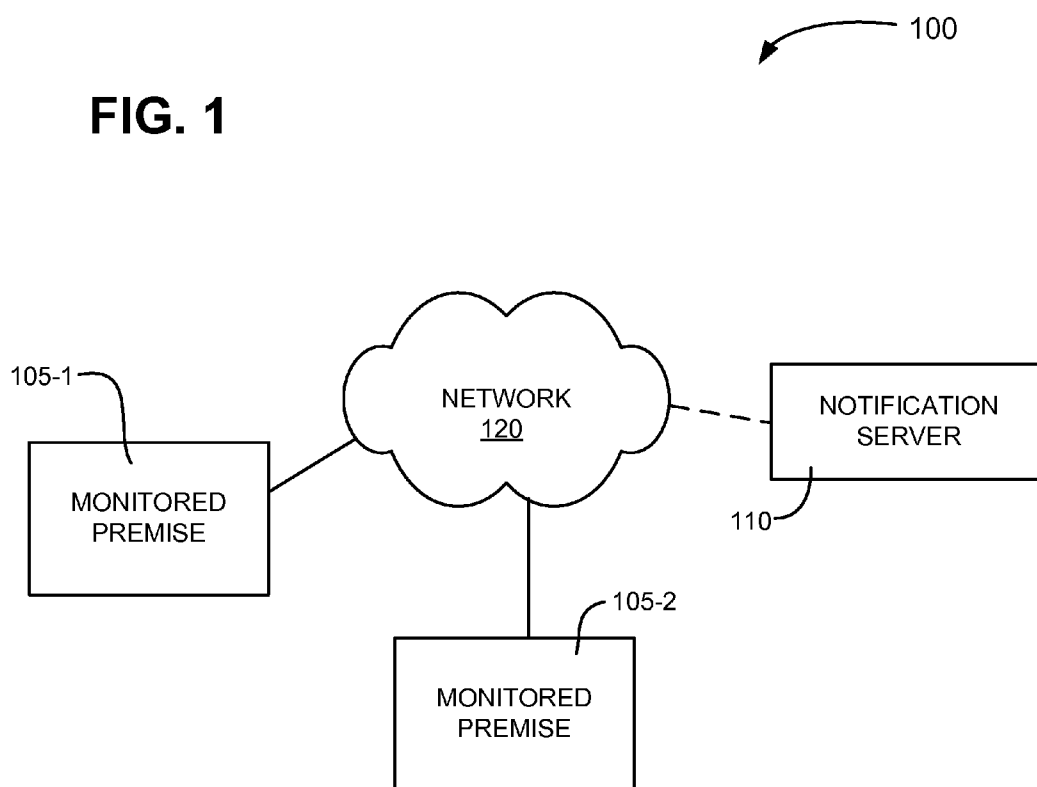 100
FIG. 1
105-1
NETWORK
120
NOTIFICATION
SERVER
MONITORED
PREMISE
110
105-2
MONITORED
PREMISE